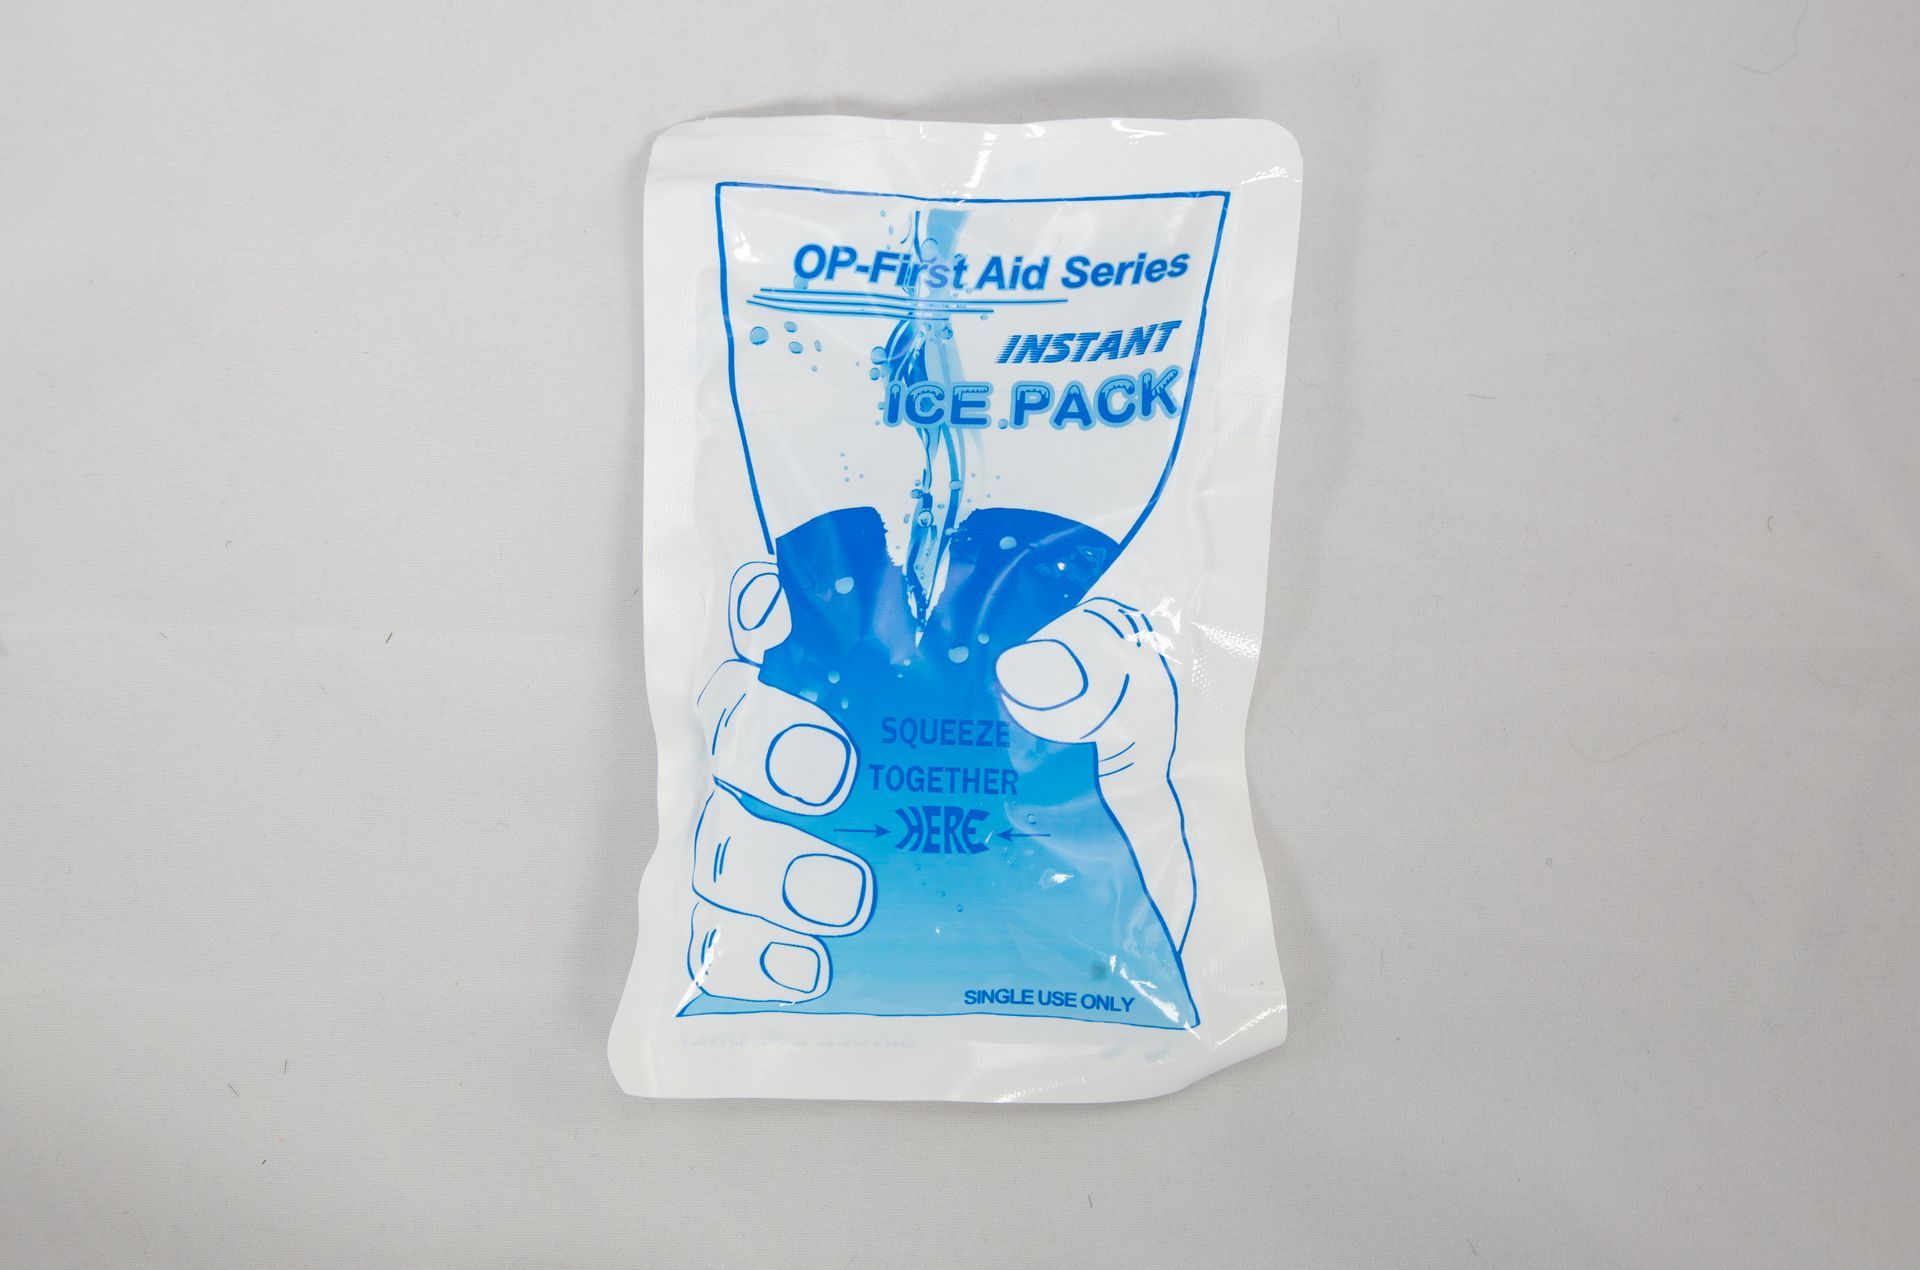 OP-First Aid Series
INSTANT
ICE PACK
SQUEEZE
TOGETHER
HERE
SINGLE USE ONLY